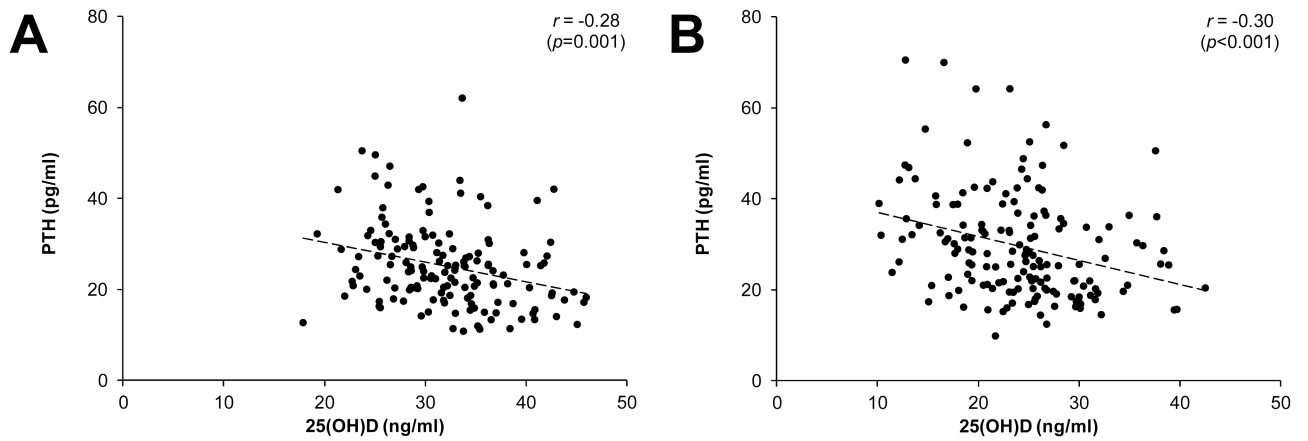 A
r = -0.28
(p=0.001)
80
60
40
20
0
PTH (pg/ml)
0 10 20 30 40 50
25(OH)D (ng/ml)
B
r = -0.30
(p<0.001)
80
60
40
20
0
PTH (pg/ml)
0 10 20 30 40 50
25(OH)D (ng/ml)